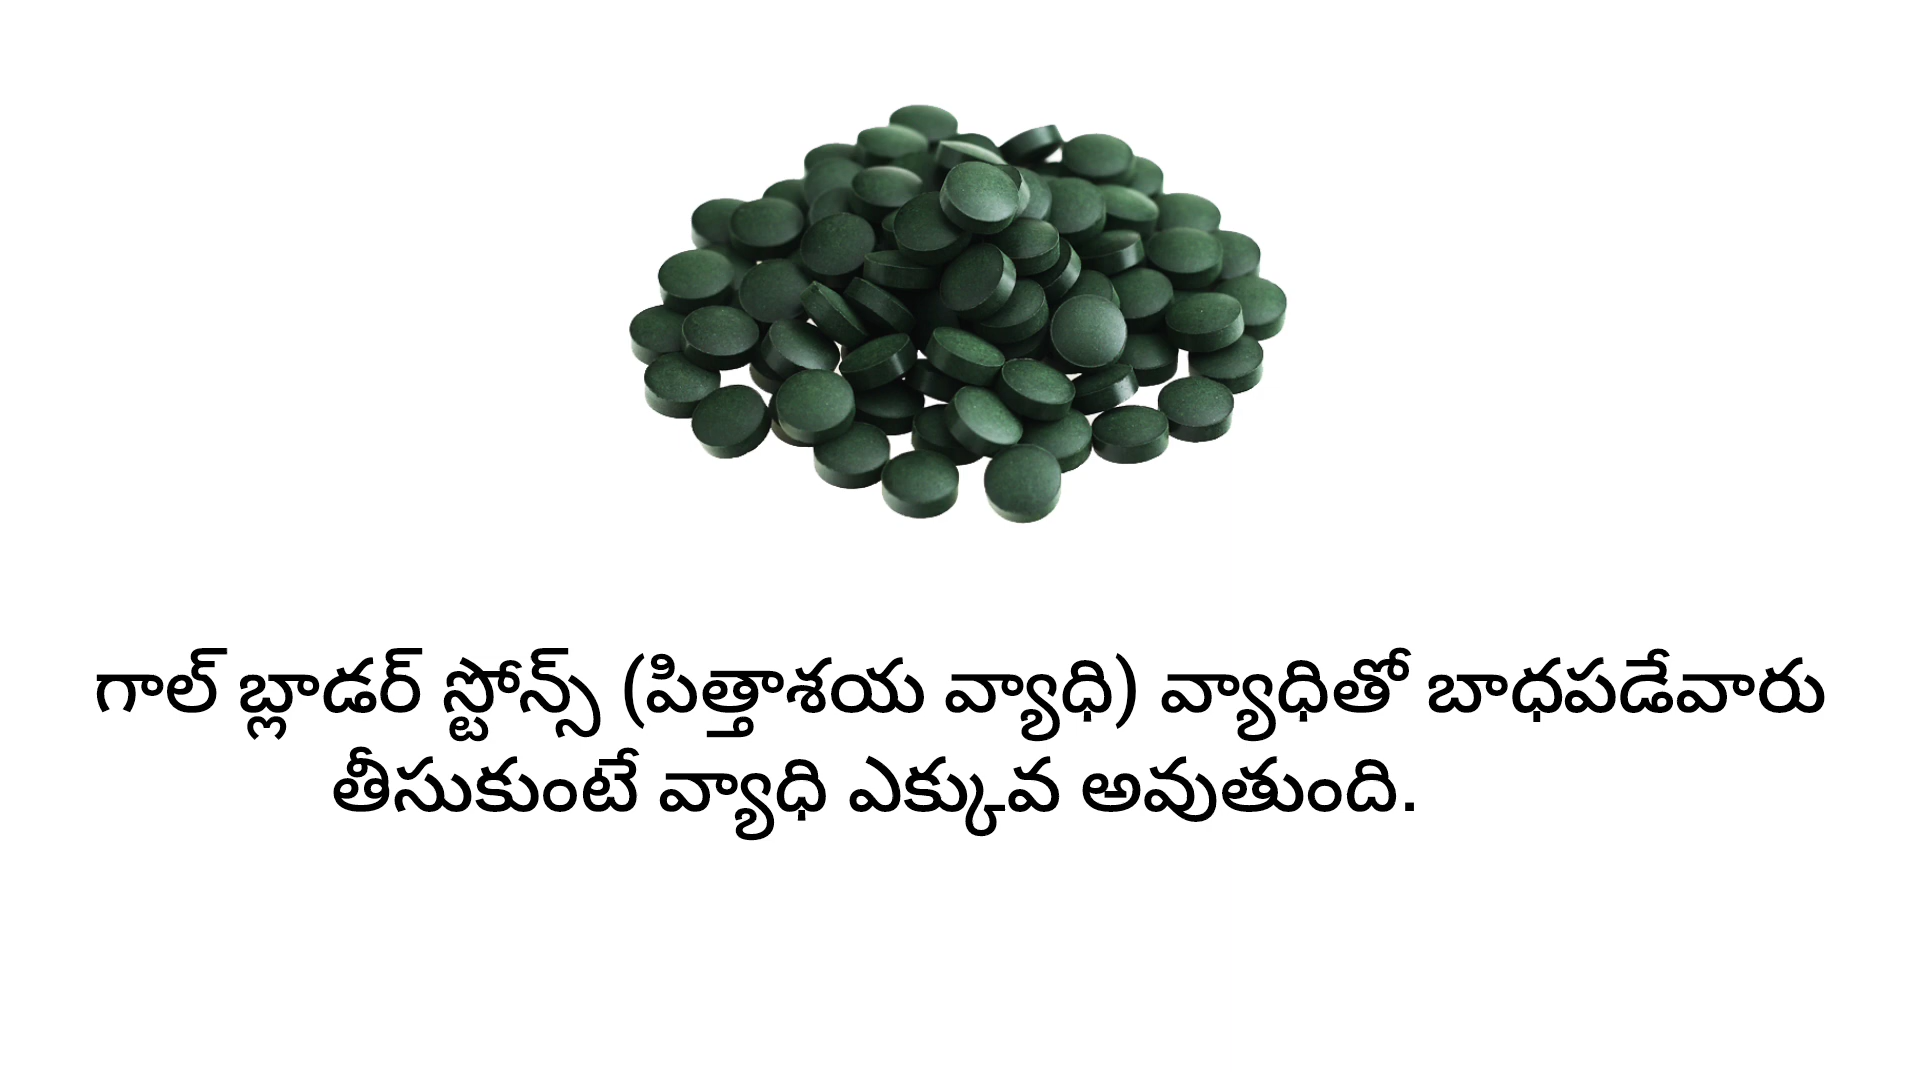 గాల్ బ్లాడర్ స్టోన్స్ (పిత్తాశయ వ్యాధి) వ్యాధితో బాధపడేవారు
తీసుకుంటే వ్యాధి ఎక్కువ అవుతుంది.